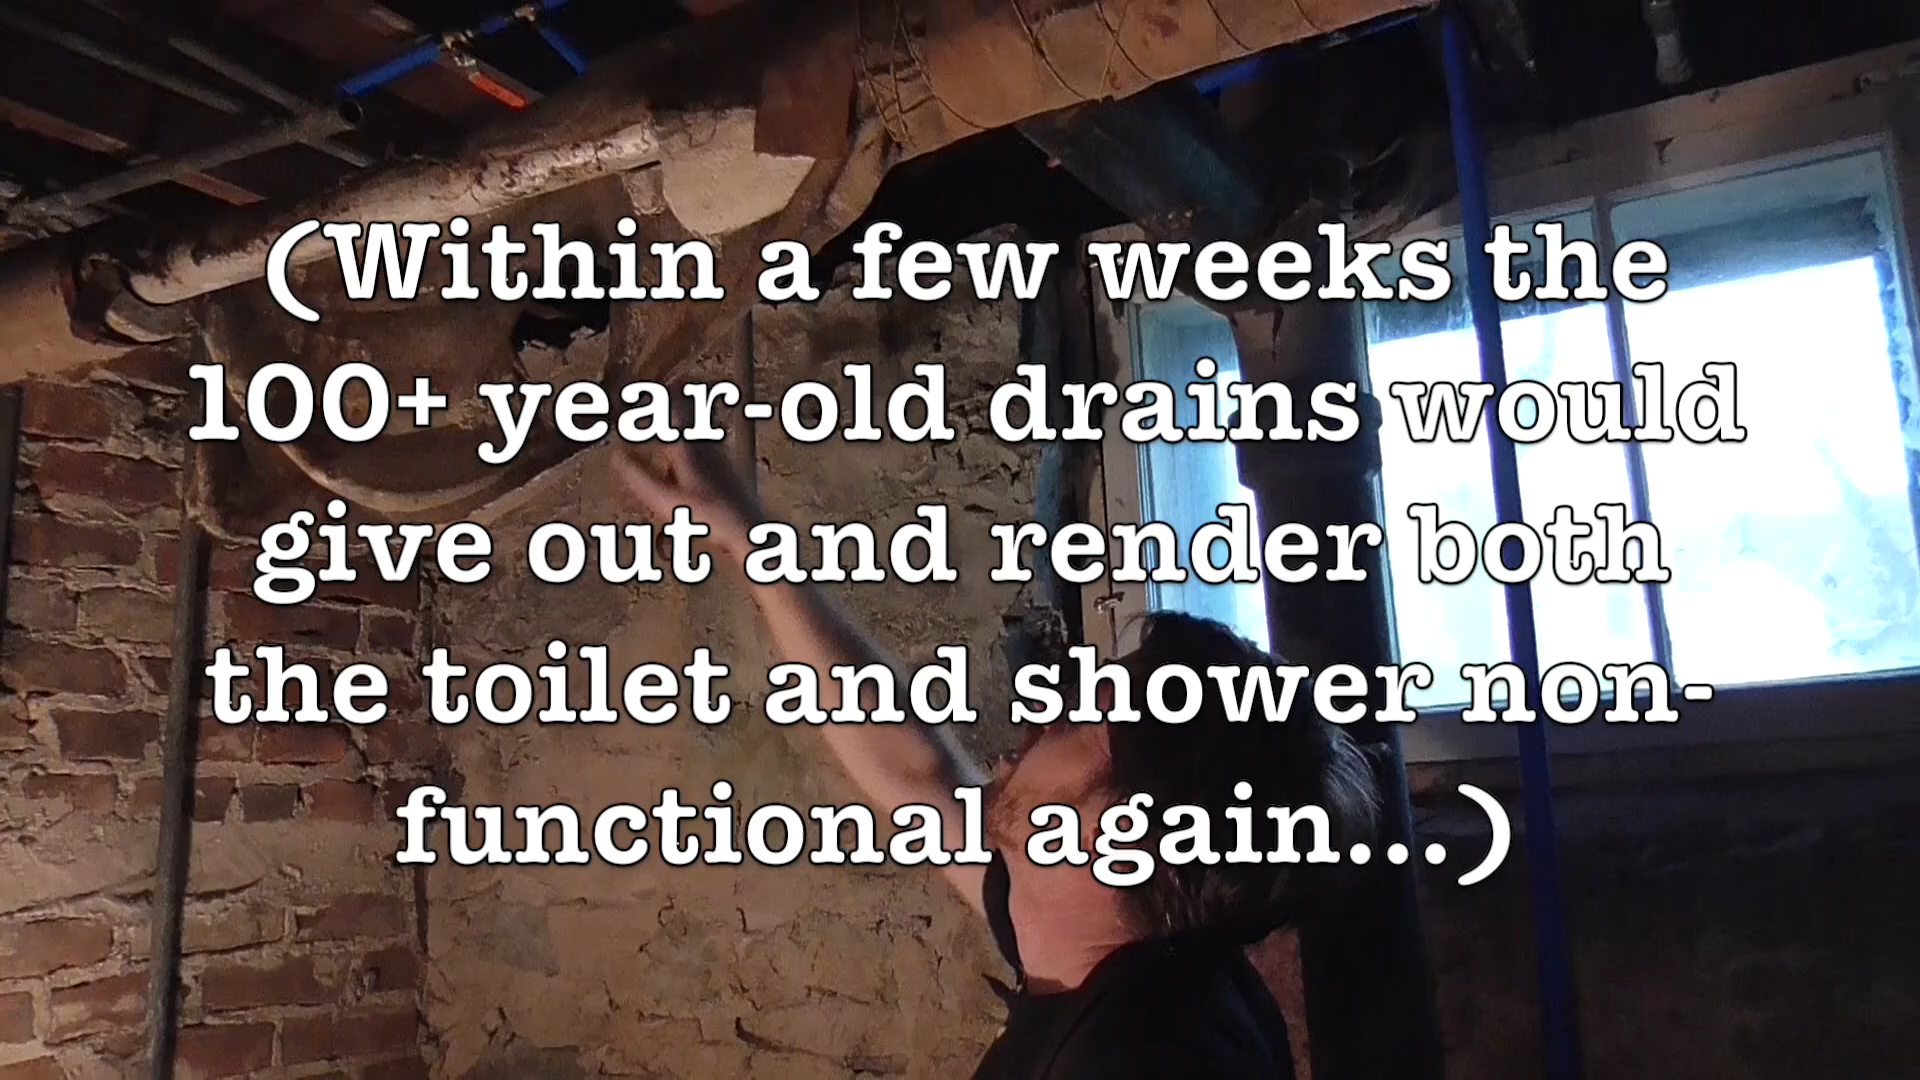 (Within a few weeks the
100+ year-old drains would
give out and render both
the toilet and shower non-
functional again...)